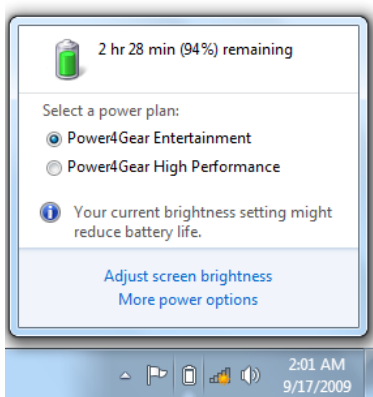 2 hr 28 min (94%) remaining
Select a power plan:
Power4Gear Entertainment
Power4Gear High Performance
Your current brightness setting might
reduce battery life.
Adjust screen brightness
More power options
2:01 AM
9/17/2009